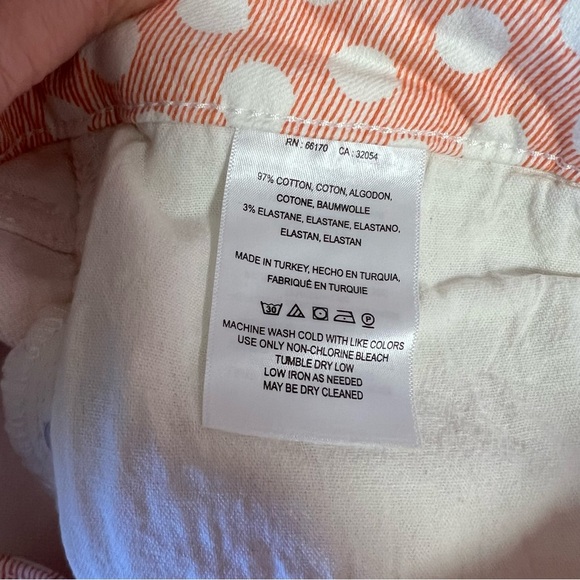 RN : 66170 CA : 32054
97% COTTON, COTON, ALGODON,
COTONE, BAUMWOLLE
3% ELASTANE, ELASTANE, ELASTANO,
ELASTAN, ELASTAN
MADE IN TURKEY, HECHO EN TURQUIA,
FABRIQUÉ EN TURQUIE
30 P
MACHINE WASH COLD WITH LIKE COLORS
USE ONLY NON-CHLORINE BLEACH
TUMBLE DRY LOW
LOW IRON AS NEEDED
MAY BE DRY CLEANED